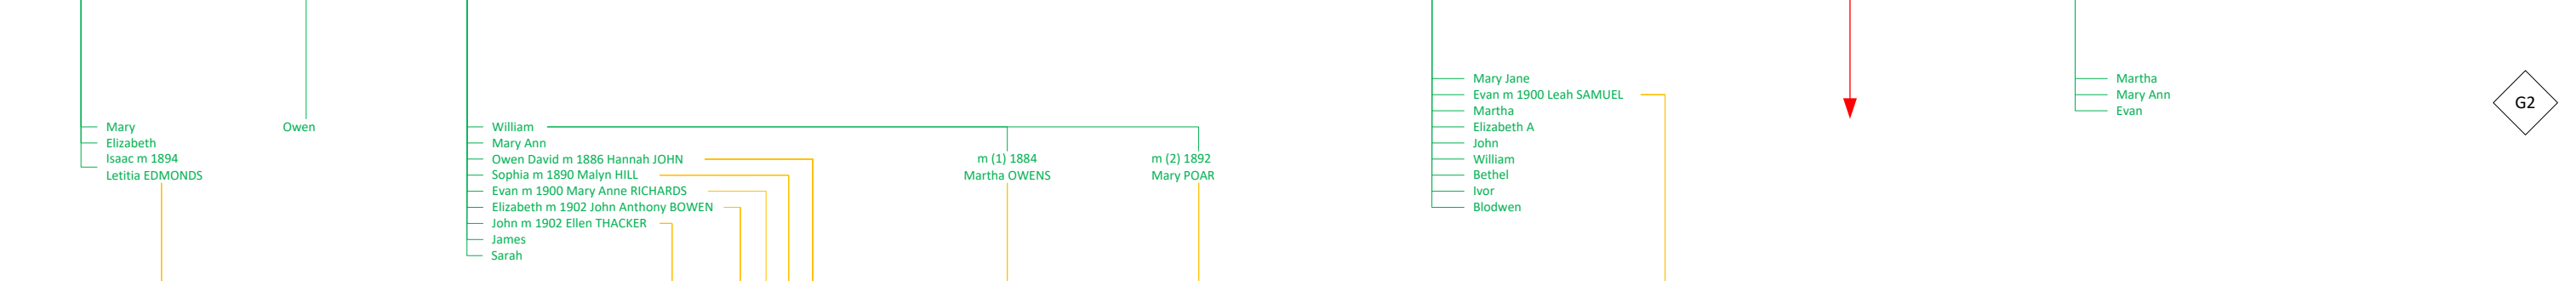 Mary
Elizabeth
Isaac m 1894
Letitia EDMONDS
Owen
William
Mary Ann
Owen David m 1886 Hannah JOHN
Sophia m 1890 Malyn HILL
Evan m 1900 Mary Anne RICHARDS
Elizabeth m 1902 John Anthony BOWEN
John m 1902 Ellen THACKER
James
Sarah
m (1) 1884
Martha OWENS
m (2) 1892
Mary POAR
Mary Jane
Evan m 1900 Leah SAMUEL
Martha
Elizabeth A
John
William
Bethel
Ivor
Blodwen
Martha
Mary Ann
Evan
G2